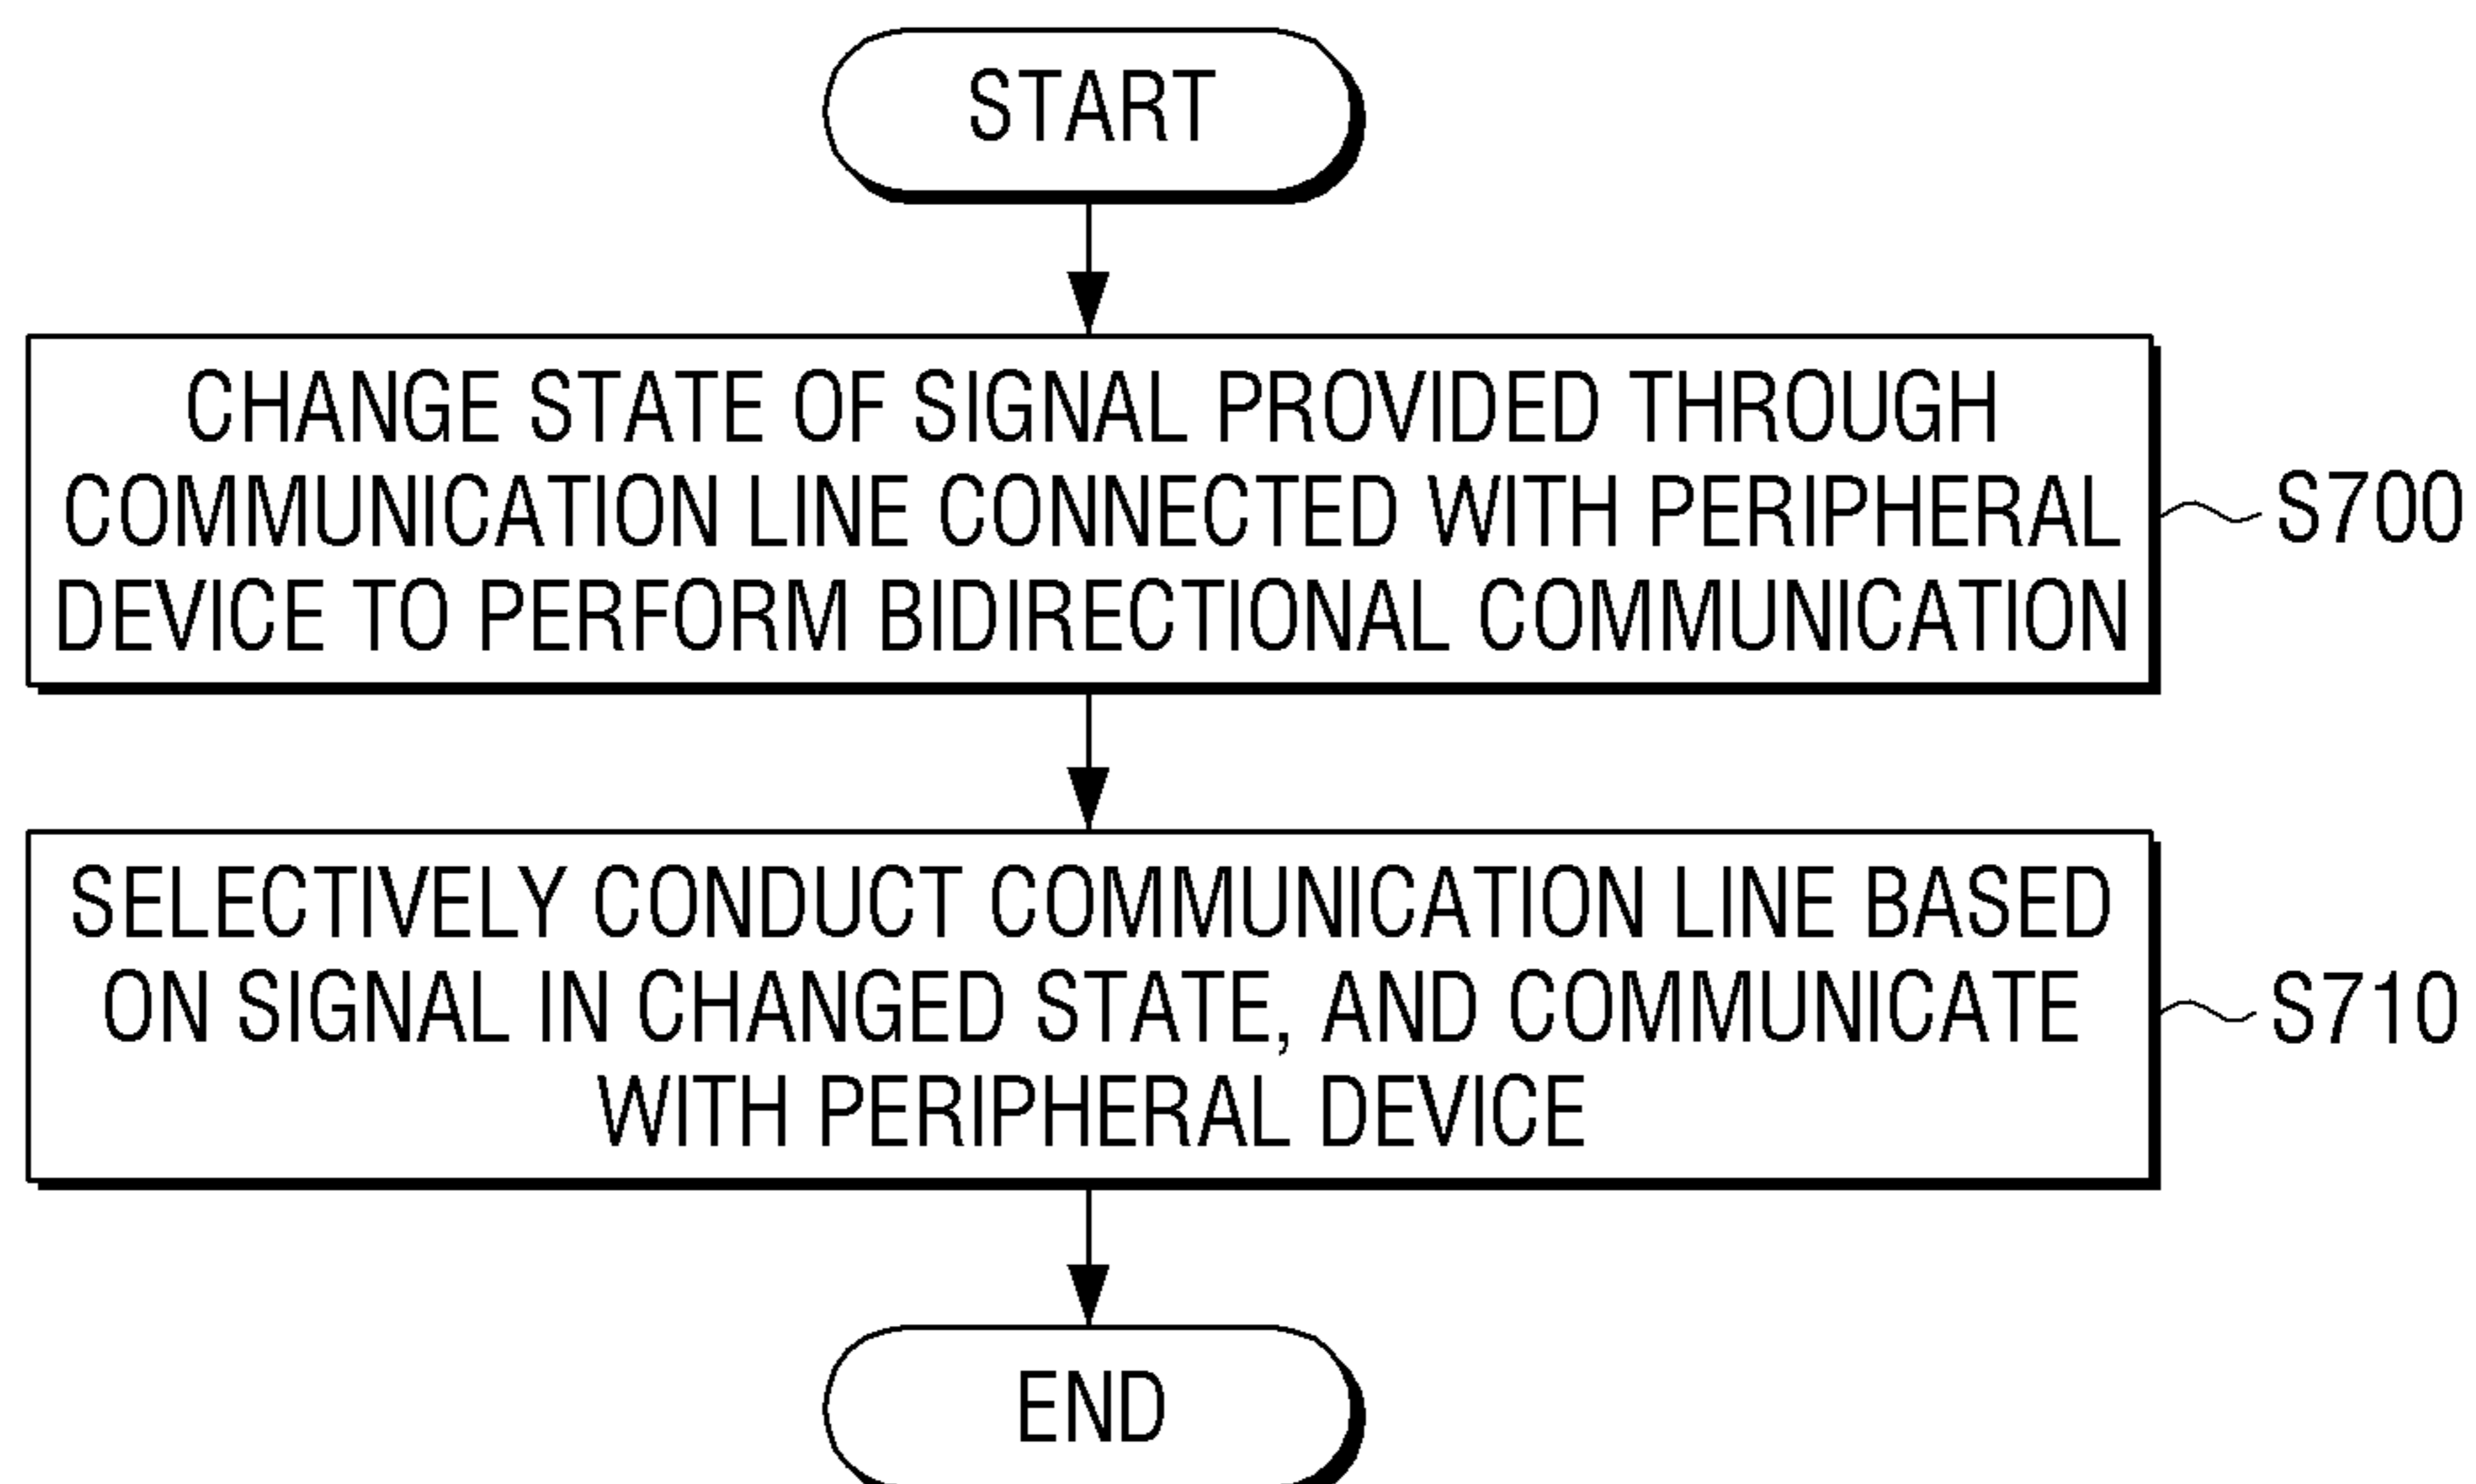 START
CHANGE STATE OF SIGNAL PROVIDED THROUGH
COMMUNICATION LINE CONNECTED WITH PERIPHERAL
DEVICE TO PERFORM BIDIRECTIONAL COMMUNICATION
S700
SELECTIVELY CONDUCT COMMUNICATION LINE BASED
ON SIGNAL IN CHANGED STATE, AND COMMUNICATE
WITH PERIPHERAL DEVICE
S710
END